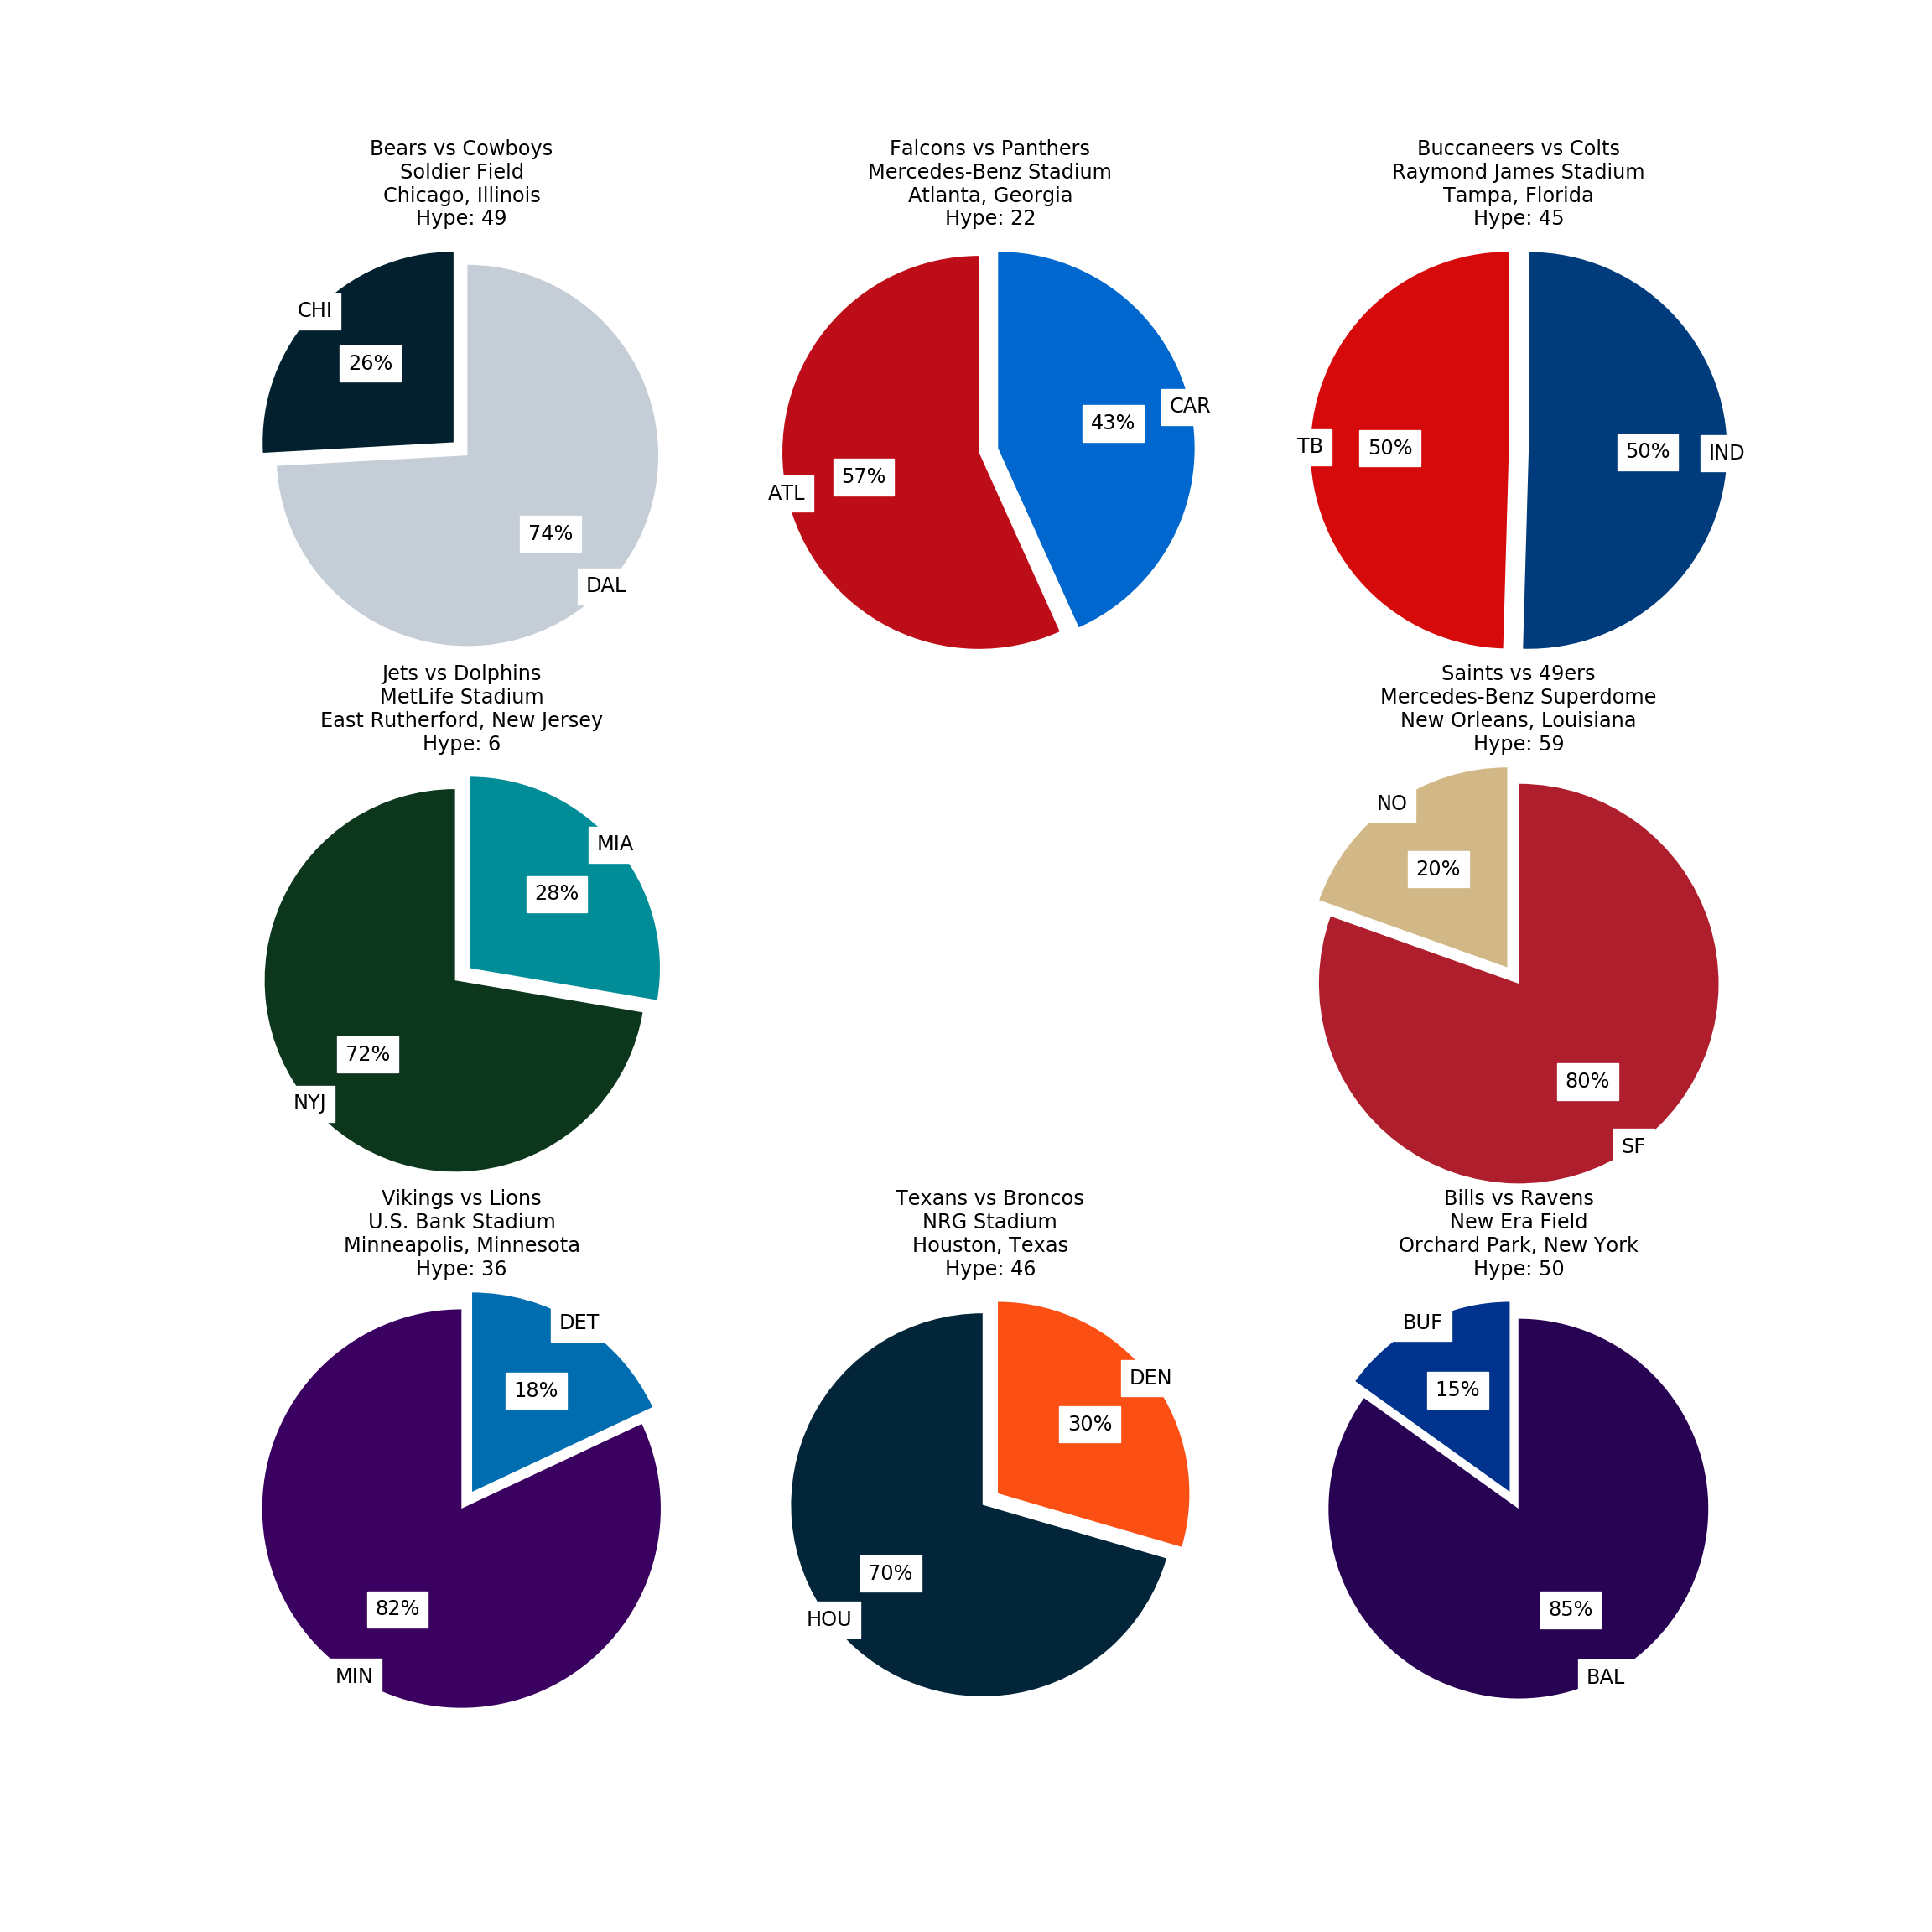 Bears vs Cowboys
Soldier Field
Chicago, Illinois
Hype: 49
CHI
26%
74%
DAL
Falcons vs Panthers
Mercedes-Benz Stadium
Atlanta, Georgia
Hype: 22
CAR
43%
57%
ATL
Buccaneers vs Colts
Raymond James Stadium
Tampa, Florida
Hype: 45
TB
50%
50%
IND
Jets vs Dolphins
MetLife Stadium
East Rutherford, New Jersey
Hype: 6
MIA
28%
72%
NYJ
Saints vs 49ers
Mercedes-Benz Superdome
New Orleans, Louisiana
Hype: 59
NO
20%
80%
SF
Vikings vs Lions
U.S. Bank Stadium
Minneapolis, Minnesota
Hype: 36
DET
18%
82%
MIN
Texans vs Broncos
NRG Stadium
Houston, Texas
Hype: 46
DEN
30%
70%
HOU
Bills vs Ravens
New Era Field
Orchard Park, New York
Hype: 50
BUF
15%
85%
BAL